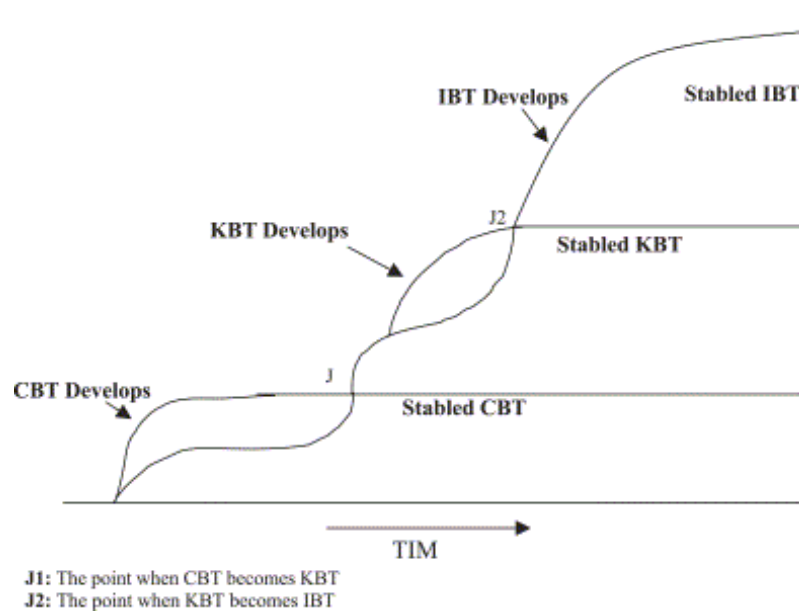 IBT Develops
Stabled IBT
J2
KBT Develops
Stabled KBT
J
CBT Develops
Stabled CBT
TIM
J1: The point when CBT becomes KBT
J2: The point when KBT becomes IBT